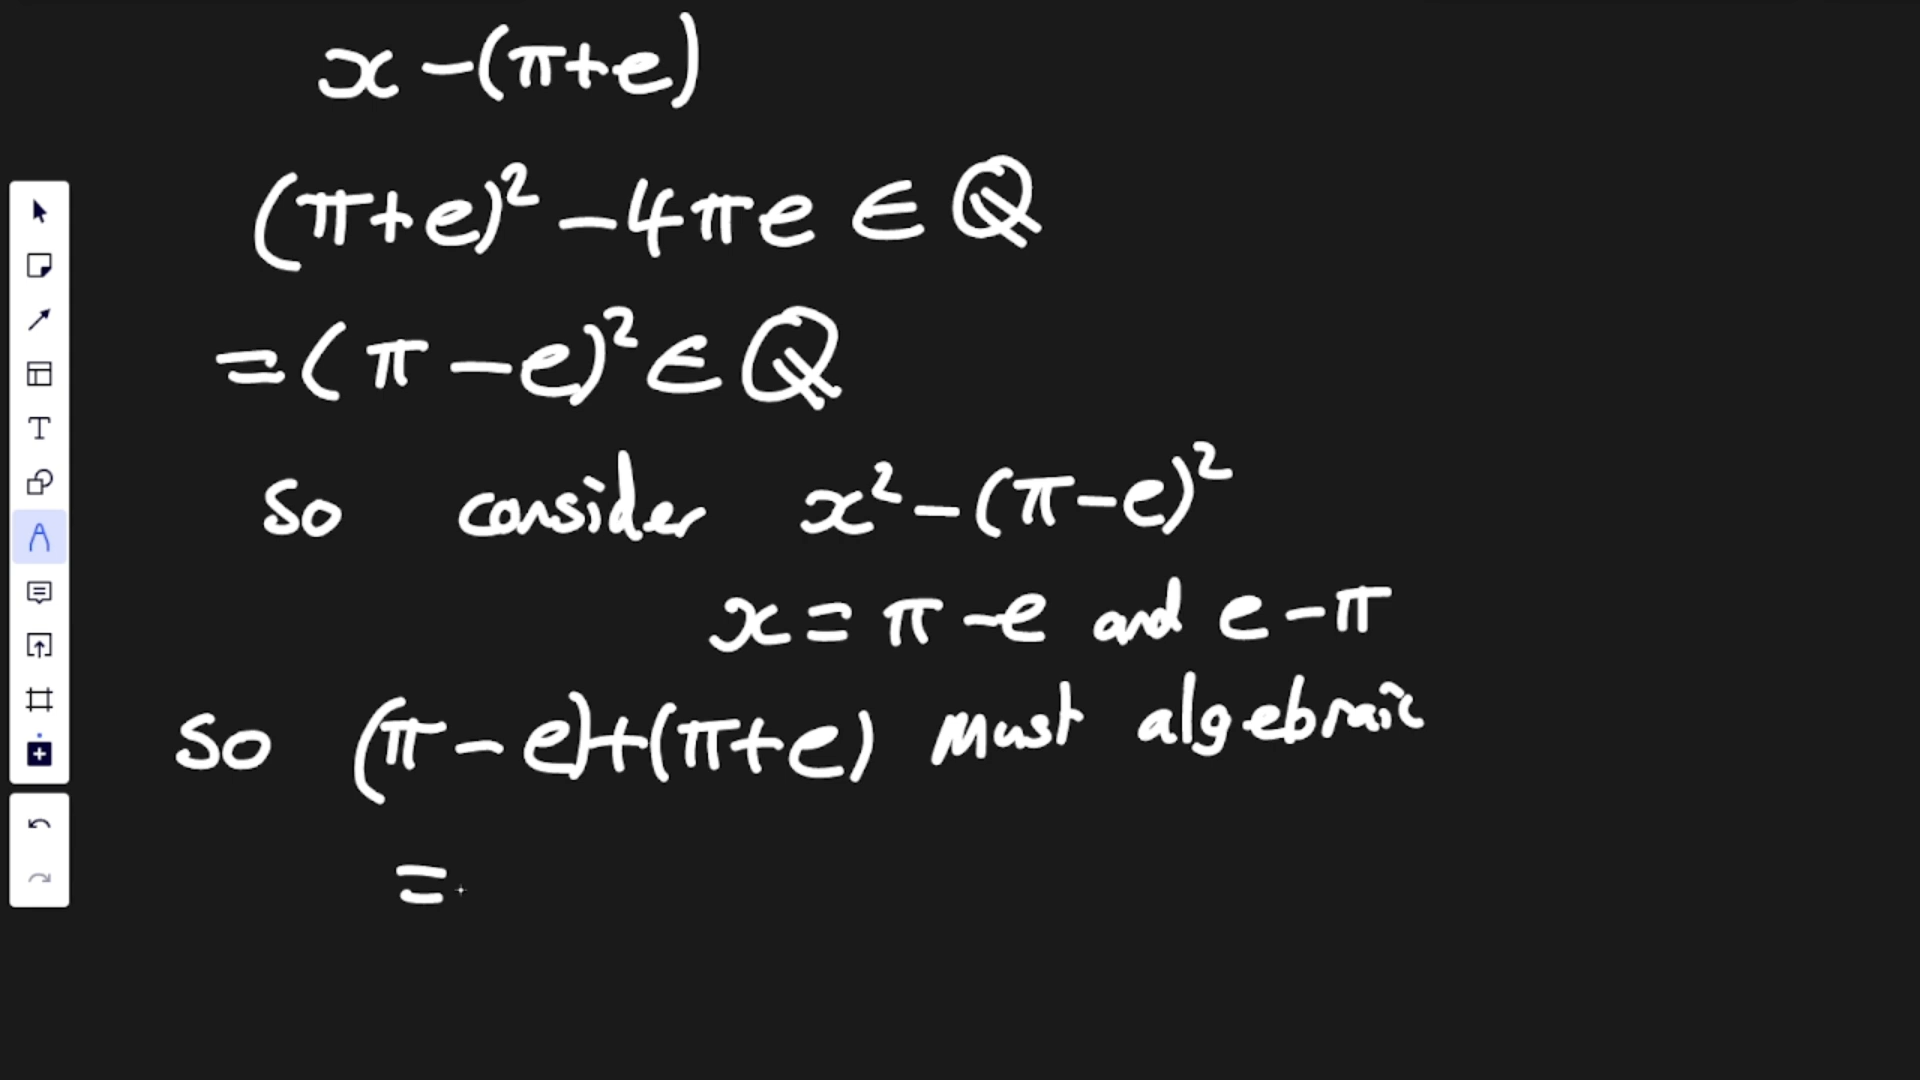 x-(π+e)
(π+e)²-4πe ∈ ℚ
=(π-e)² ∈ ℚ
So consider x²-(π-e)²
x = π-e and e-π
So (π-e)+(π+e) must algebraic
=
T